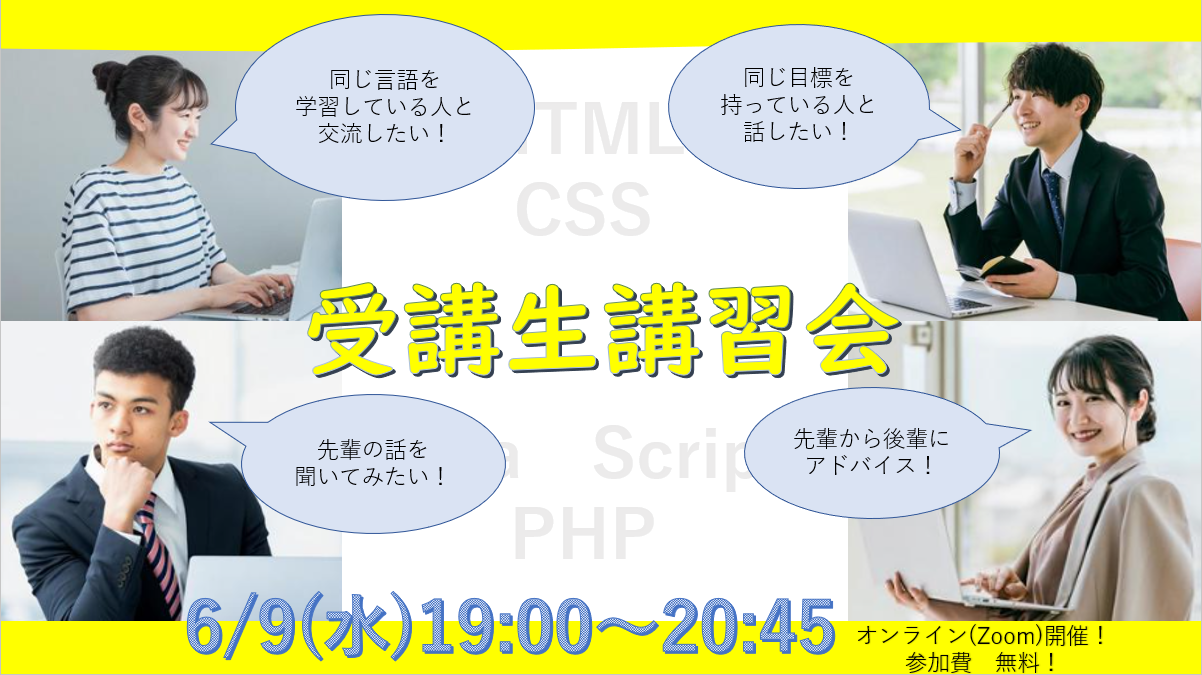 同じ言語を
学習している人と
交流したい！
同じ目標を
持っている人と
話したい！
HTML
CSS
受講生講習会
先輩の話を
聞いてみたい！
先輩から後輩に
アドバイス！
PHP
6/9(水)19:00～20:45
オンライン(Zoom)開催！
参加費　無料！